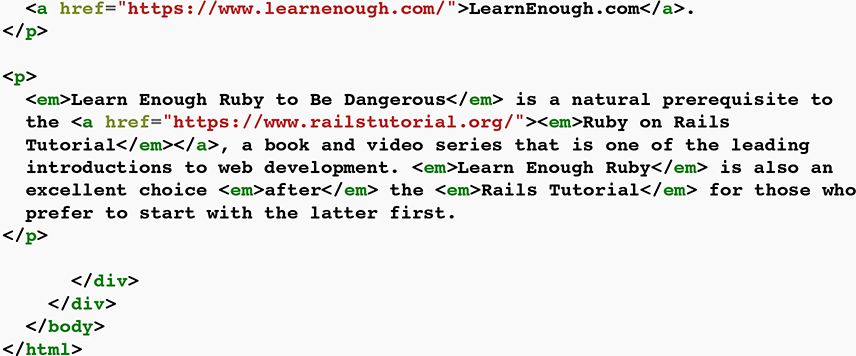 <a href="https://www.learnenough.com/">LearnEnough.com</a>.
</p>

<p>
  <em>Learn Enough Ruby to Be Dangerous</em> is a natural prerequisite to
  the <a href="https://www.railstutorial.org/"><em>Ruby on Rails
  Tutorial</em></a>, a book and video series that is one of the leading
  introductions to web development. <em>Learn Enough Ruby</em> is also an
  excellent choice <em>after</em> the <em>Rails Tutorial</em> for those who
  prefer to start with the latter first.
</p>

      </div>
    </div>
  </body>
</html>